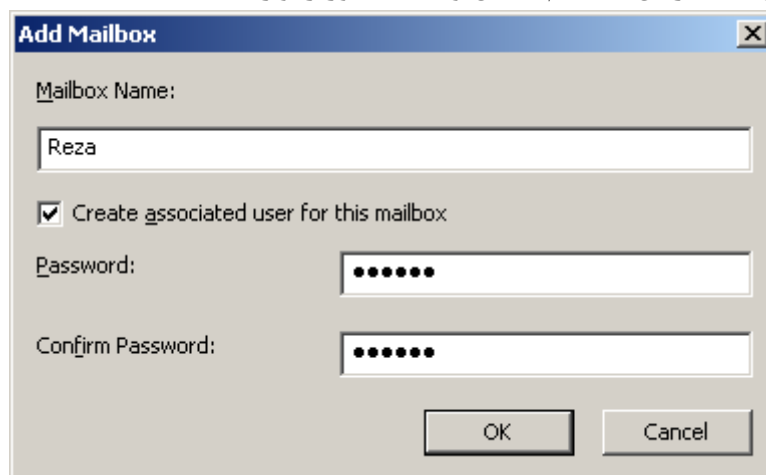 Add Mailbox
Mailbox Name:
Reza
Create associated user for this mailbox
Password:
••••••
Confirm Password:
••••••
OK Cancel